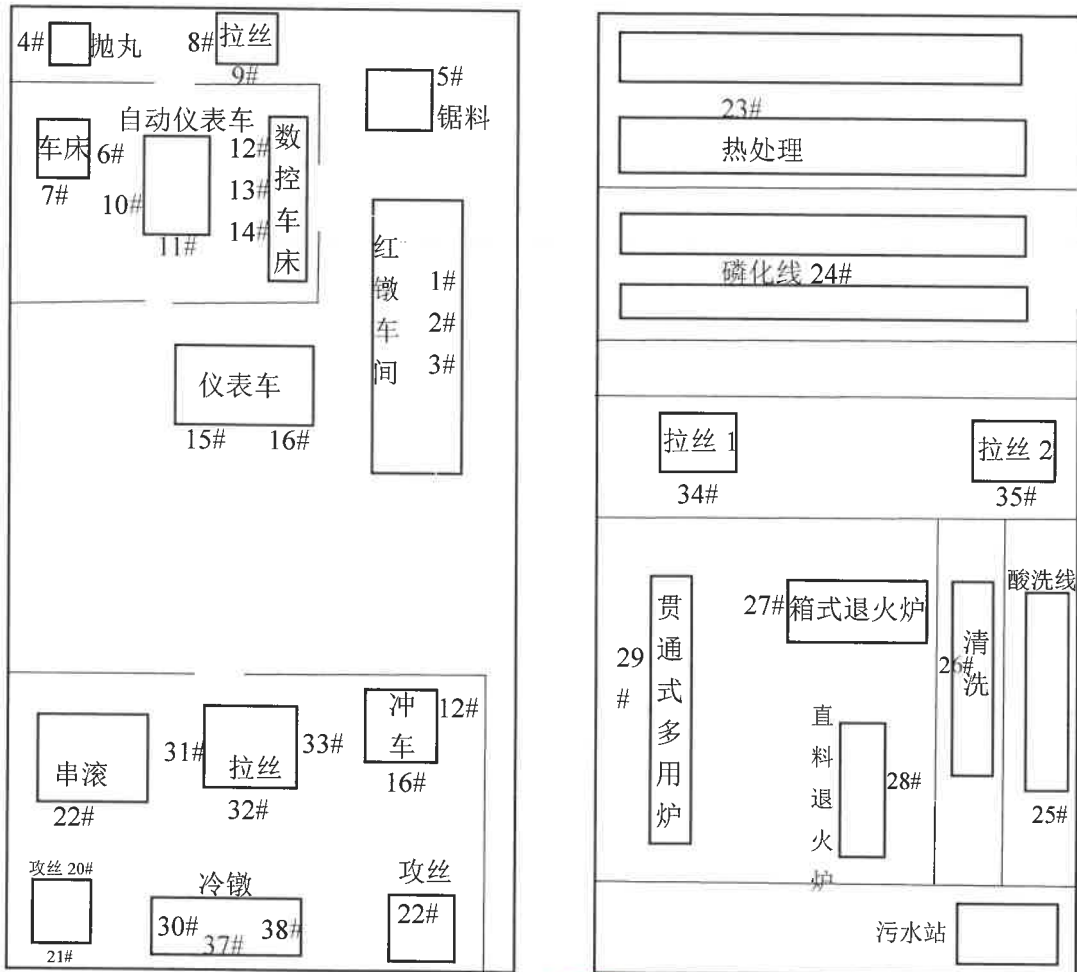 4# 抛丸
8# 拉丝
9#
5#
锯料
自动仪表车
车床 6#
7#
10#
11#
12#
13#
14#
数控车床
红镦车间
1#
2#
3#
仪表车
15# 16#
串滚
22#
31# 拉丝 33#
32#
冲车
12#
16#
攻丝 20#
21#
冷镦
30# 37# 38#
攻丝
22#
23#
热处理
磷化线 24#
拉丝 1
34#
拉丝 2
35#
29#
贯通式多用炉
27# 箱式退火炉
直料退火炉
28#
26#
清洗
酸洗线
25#
污水站